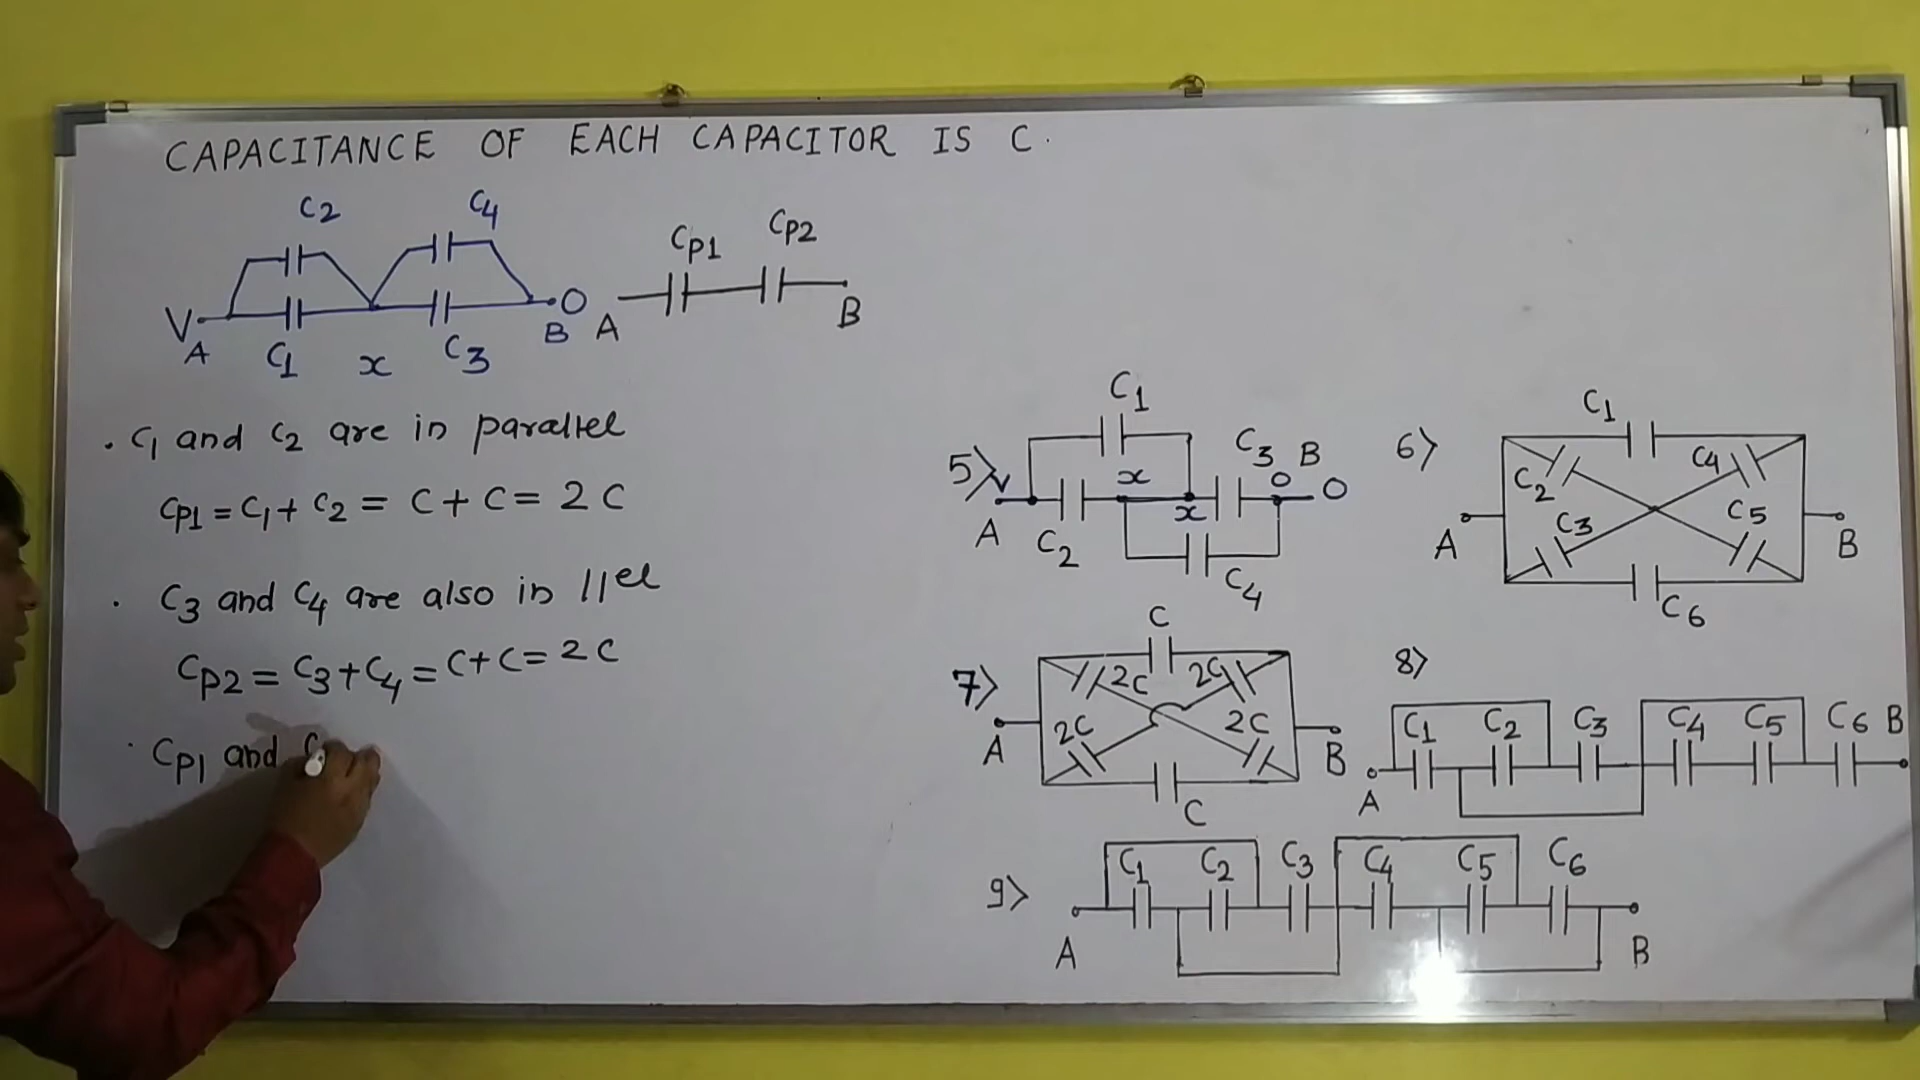 CAPACITANCE OF EACH CAPACITOR IS C.
C2 C4
V A C1 x C3 B O
Cp1 Cp2
A B
. C1 and C2 are in parallel
Cp1 = C1 + C2 = C + C = 2C
. C3 and C4 are also in ||el
Cp2 = C3 + C4 = C + C = 2C
. Cp1 and C
5> V A C1 C2 x x C3 B O O C4
6> A C1 C2 C4 C3 C5 C6 B
7> A C 2C 2C 2C 2C C B
8> A C1 C2 C3 C4 C5 C6 B
9> A C1 C2 C3 C4 C5 C6 B